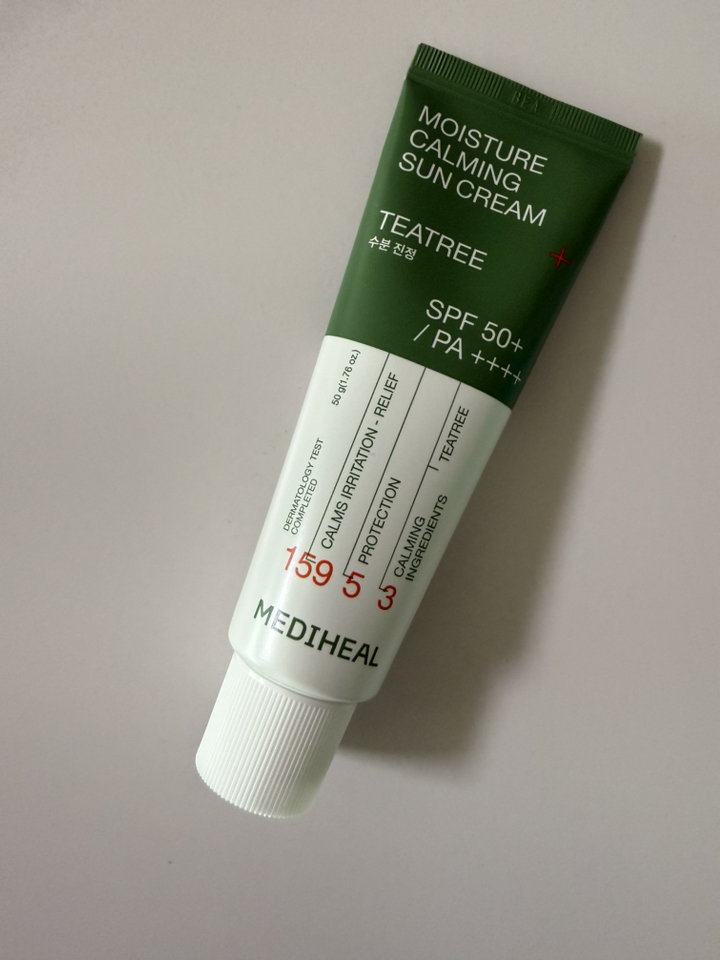 MOISTURE
CALMING
SUN CREAM
TEATREE
수분 진정
+
SPF 50+
/ PA ++++
50 g(1.76 oz.)
DERMATOLOGY TEST
COMPLETED
CALMS IRRITATION - RELIEF
PROTECTION
CALMING
INGREDIENTS
TEATREE
159 5 3
MEDIHEAL